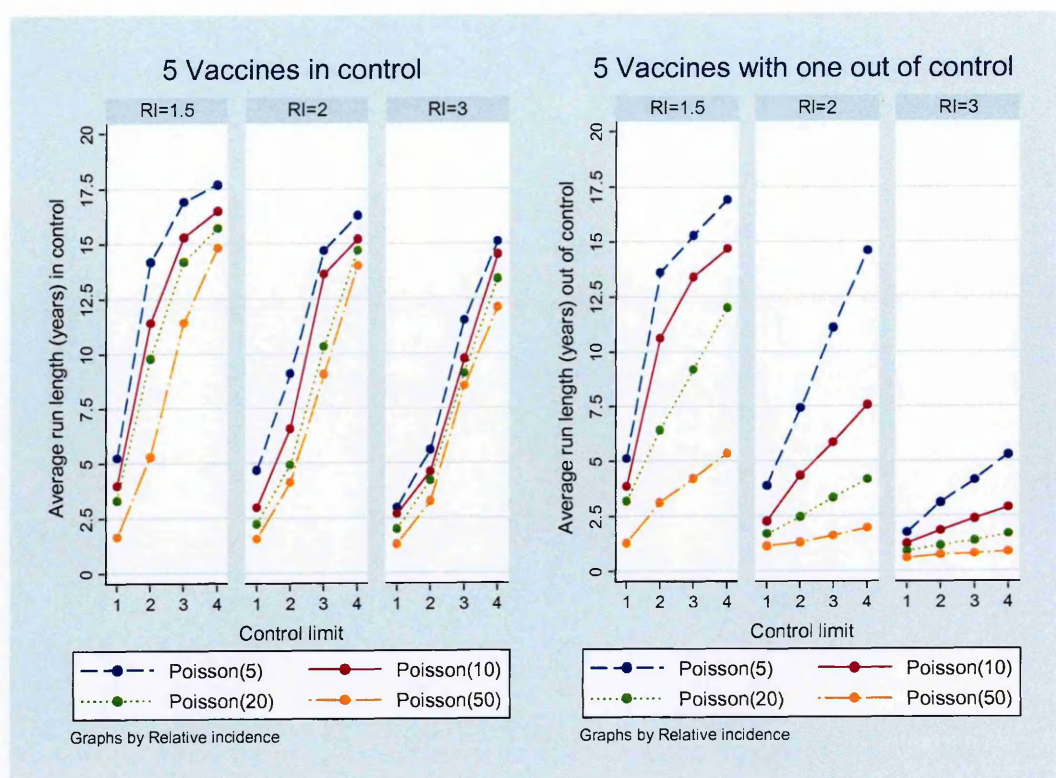 5 Vaccines in control
RI=1.5
RI=2
RI=3
Average run length (years) in control
20
17.5
15
12.5
10
7.5
5
2.5
0
1 2 3 4
1 2 3 4
1 2 3 4
Control limit
Poisson(5) Poisson(10)
Poisson(20) Poisson(50)
Graphs by Relative incidence
5 Vaccines with one out of control
RI=1.5
RI=2
RI=3
Average run length (years) out of control
20
17.5
15
12.5
10
7.5
5
2.5
0
1 2 3 4
1 2 3 4
1 2 3 4
Control limit
Poisson(5) Poisson(10)
Poisson(20) Poisson(50)
Graphs by Relative incidence